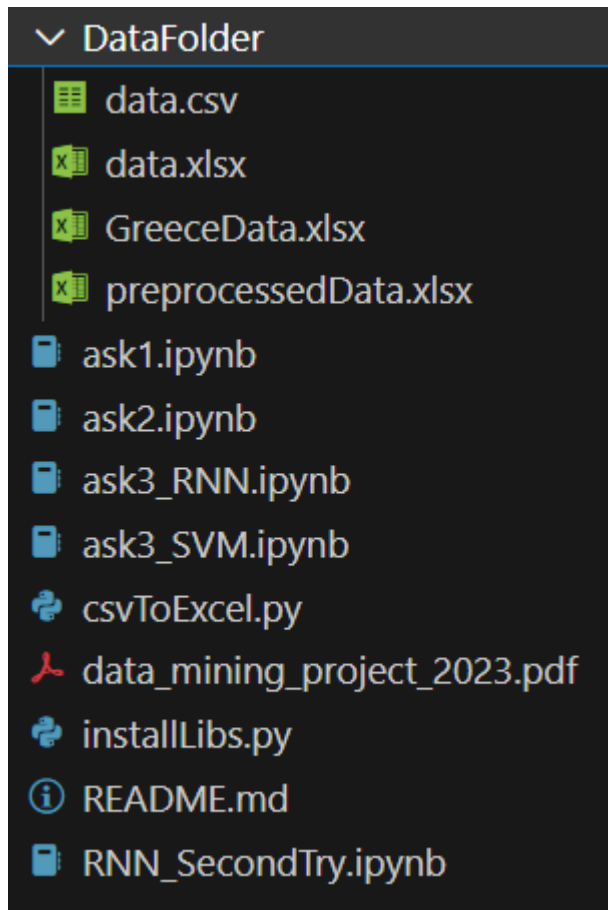 DataFolder
data.csv
data.xlsx
GreeceData.xlsx
preprocessedData.xlsx
ask1.ipynb
ask2.ipynb
ask3_RNN.ipynb
ask3_SVM.ipynb
csvToExcel.py
data_mining_project_2023.pdf
installLibs.py
README.md
RNN_SecondTry.ipynb